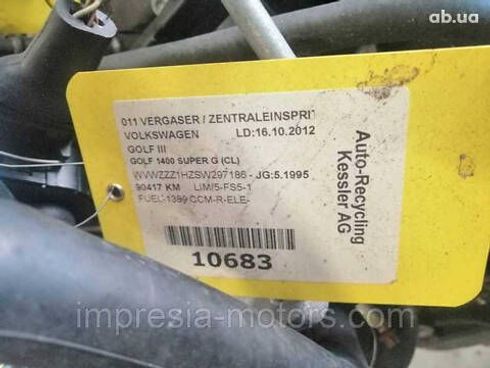 ab.ua
011 VERGASER / ZENTRALEINSPRIT
VOLKSWAGEN LD:16.10.2012
GOLF III
GOLF 1400 SUPER G (CL)
WVWZZZ1HZSW297186 - JG:5.1995
90417 KM LIM/5-FS5-1
FUEL-1389 CCM-R-ELE-
10683
Auto-Recycling
Kessler AG
impresia-motors.com